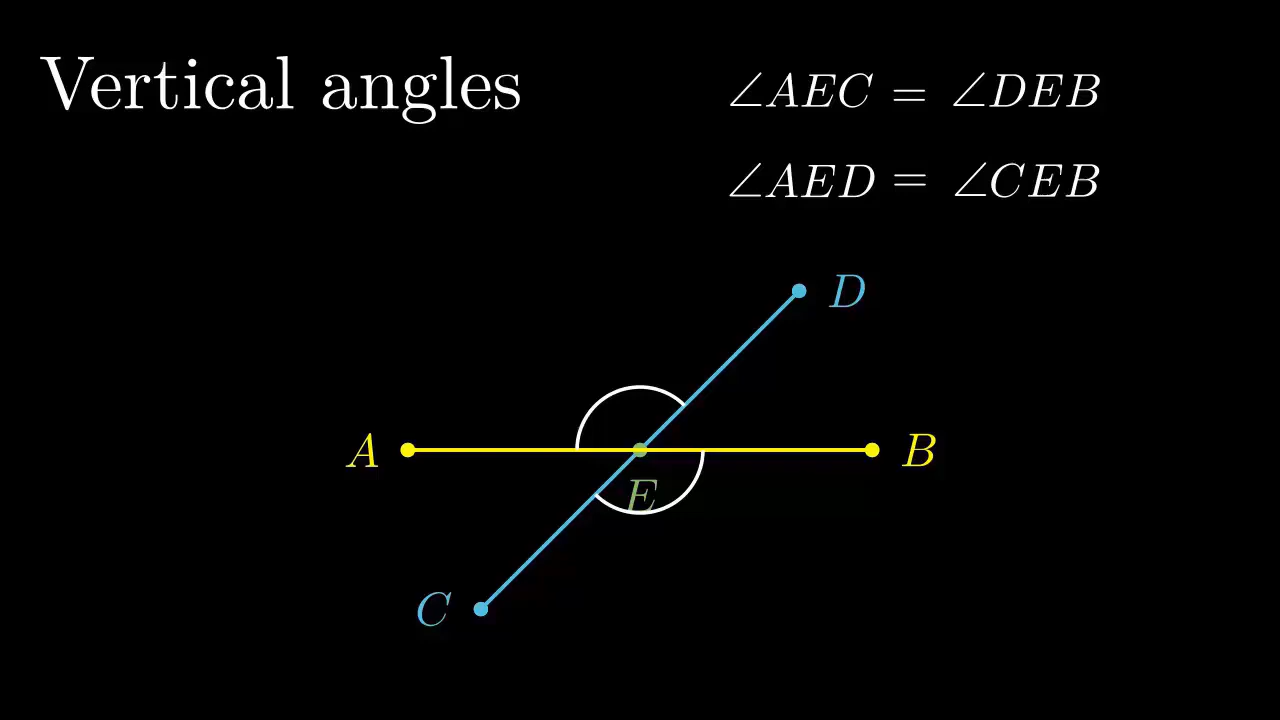 Vertical angles
∠AEC = ∠DEB
∠AED = ∠CEB
D
A
B
E
C